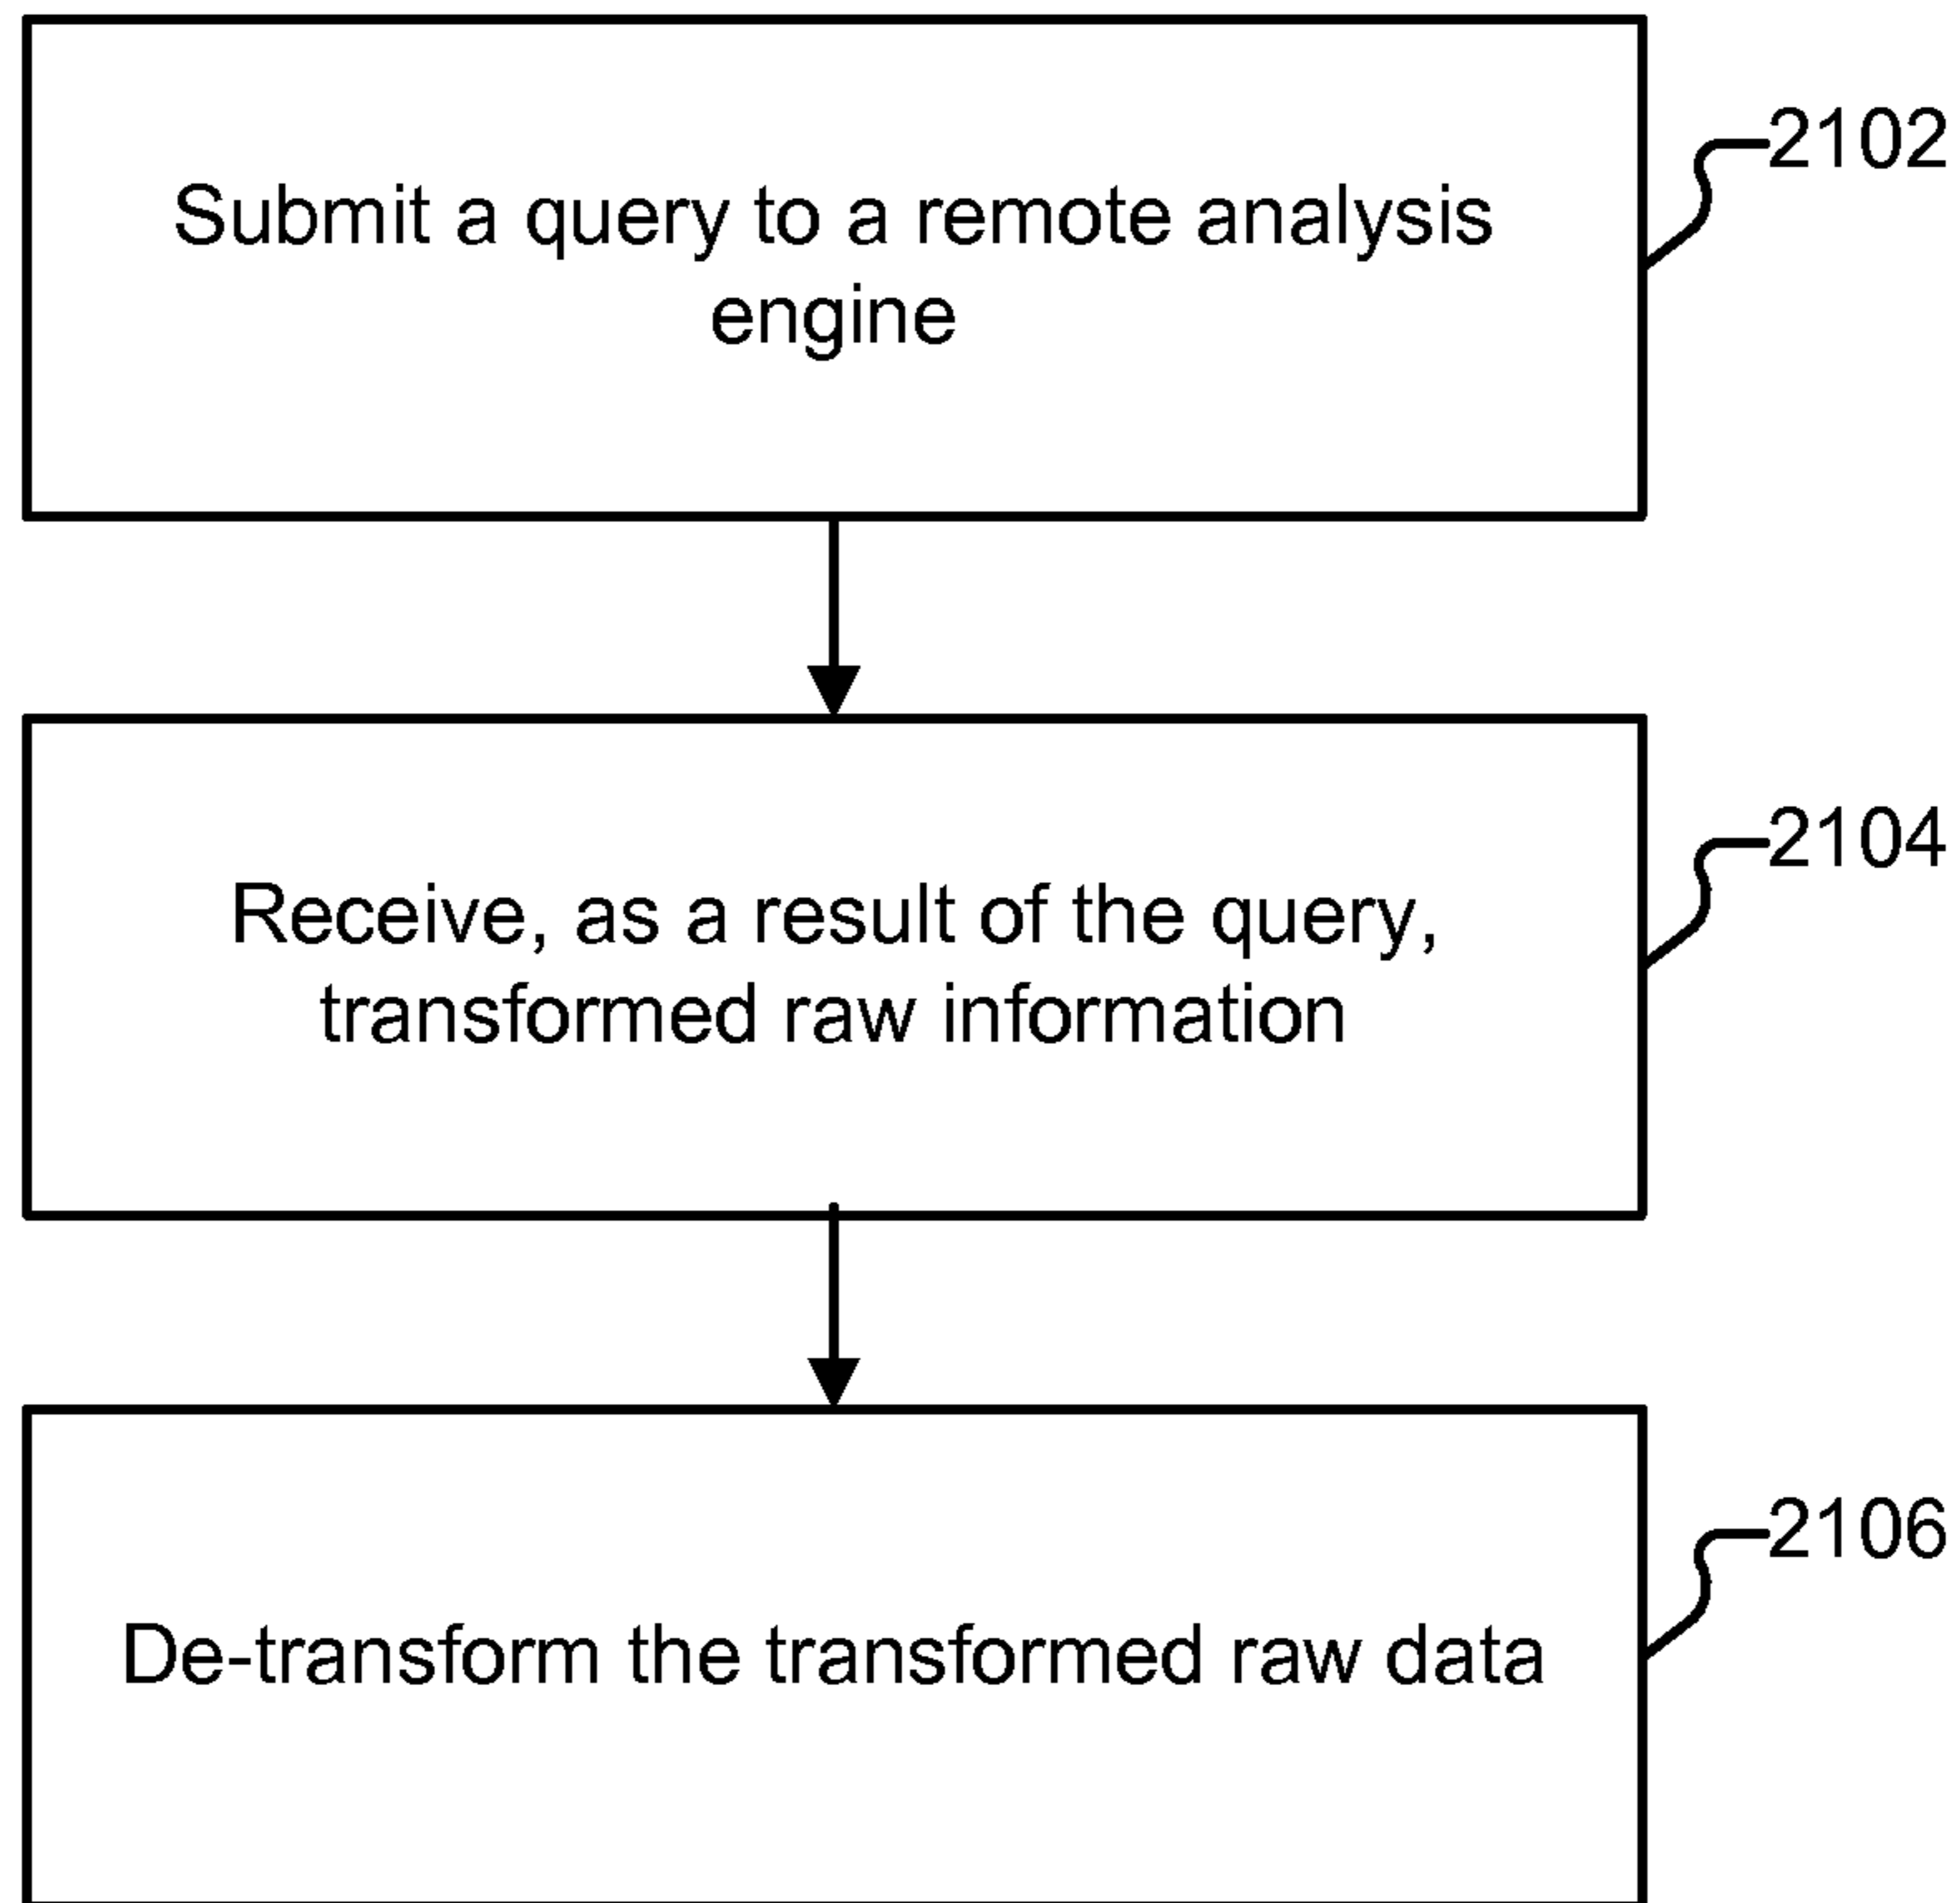 Submit a query to a remote analysis
engine
2102
Receive, as a result of the query,
transformed raw information
2104
De-transform the transformed raw data
2106